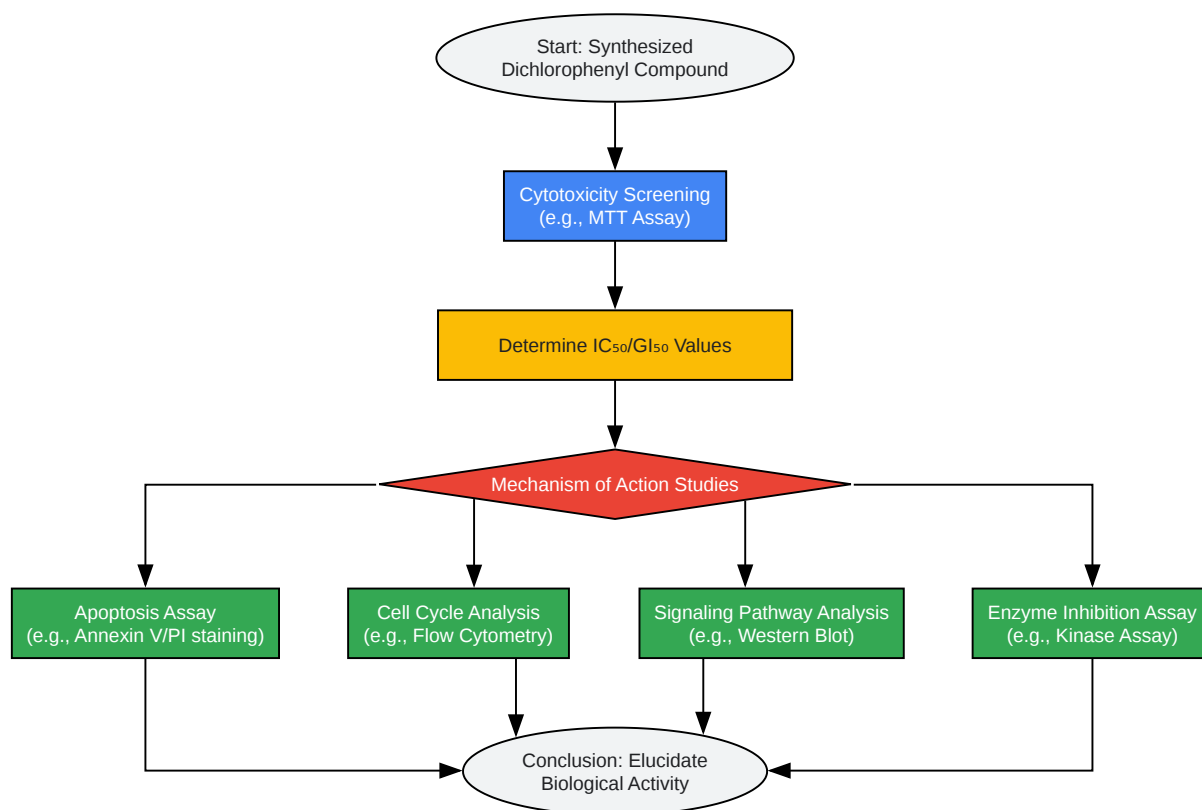 Start: Synthesized
Dichlorophenyl Compound
Cytotoxicity Screening
(e.g., MTT Assay)
Determine IC₅₀/GI₅₀ Values
Mechanism of Action Studies
Apoptosis Assay
(e.g., Annexin V/PI staining)
Cell Cycle Analysis
(e.g., Flow Cytometry)
Signaling Pathway Analysis
(e.g., Western Blot)
Enzyme Inhibition Assay
(e.g., Kinase Assay)
Conclusion: Elucidate
Biological Activity